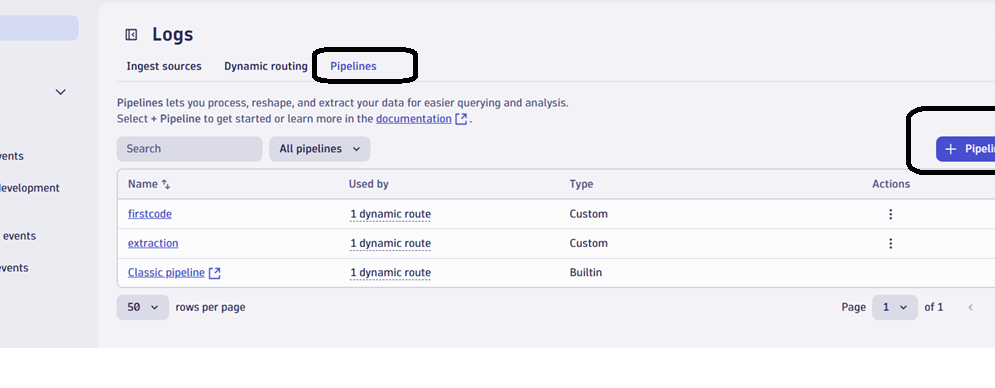 Logs
Ingest sources Dynamic routing Pipelines
Pipelines lets you process, reshape, and extract your data for easier querying and analysis.
Select + Pipeline to get started or learn more in the documentation.
Search All pipelines + Pipelin
vents
development
events
events
Name Used by Type Actions
firstcode 1 dynamic route Custom
extraction 1 dynamic route Custom
Classic pipeline 1 dynamic route Builtin
50 rows per page Page 1 of 1